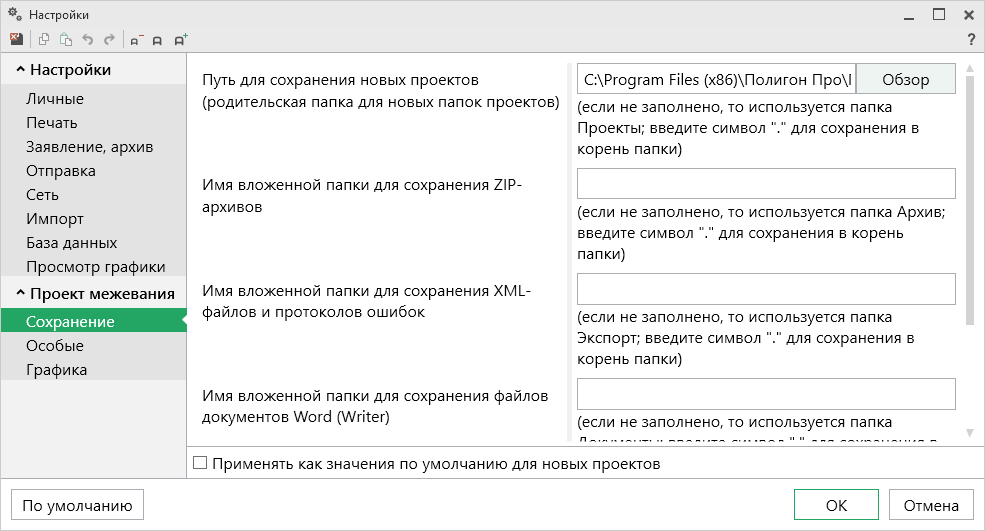 Настройки
?
Настройки
Личные
Печать
Заявление, архив
Отправка
Сеть
Импорт
База данных
Просмотр графики
Проект межевания
Сохранение
Особые
Графика
Путь для сохранения новых проектов
(родительская папка для новых папок проектов)
C:\Program Files (x86)\Полигон Про\
Обзор
(если не заполнено, то используется папка
Проекты; введите символ "." для сохранения в
корень папки)
Имя вложенной папки для сохранения ZIP-
архивов
(если не заполнено, то используется папка Архив;
введите символ "." для сохранения в корень
папки)
Имя вложенной папки для сохранения XML-
файлов и протоколов ошибок
(если не заполнено, то используется папка
Экспорт; введите символ "." для сохранения в
корень папки)
Имя вложенной папки для сохранения файлов
документов Word (Writer)
(если не заполнено, то используется папка
Документы; введите символ "." для сохранения в
Применять как значения по умолчанию для новых проектов
По умолчанию
OK
Отмена